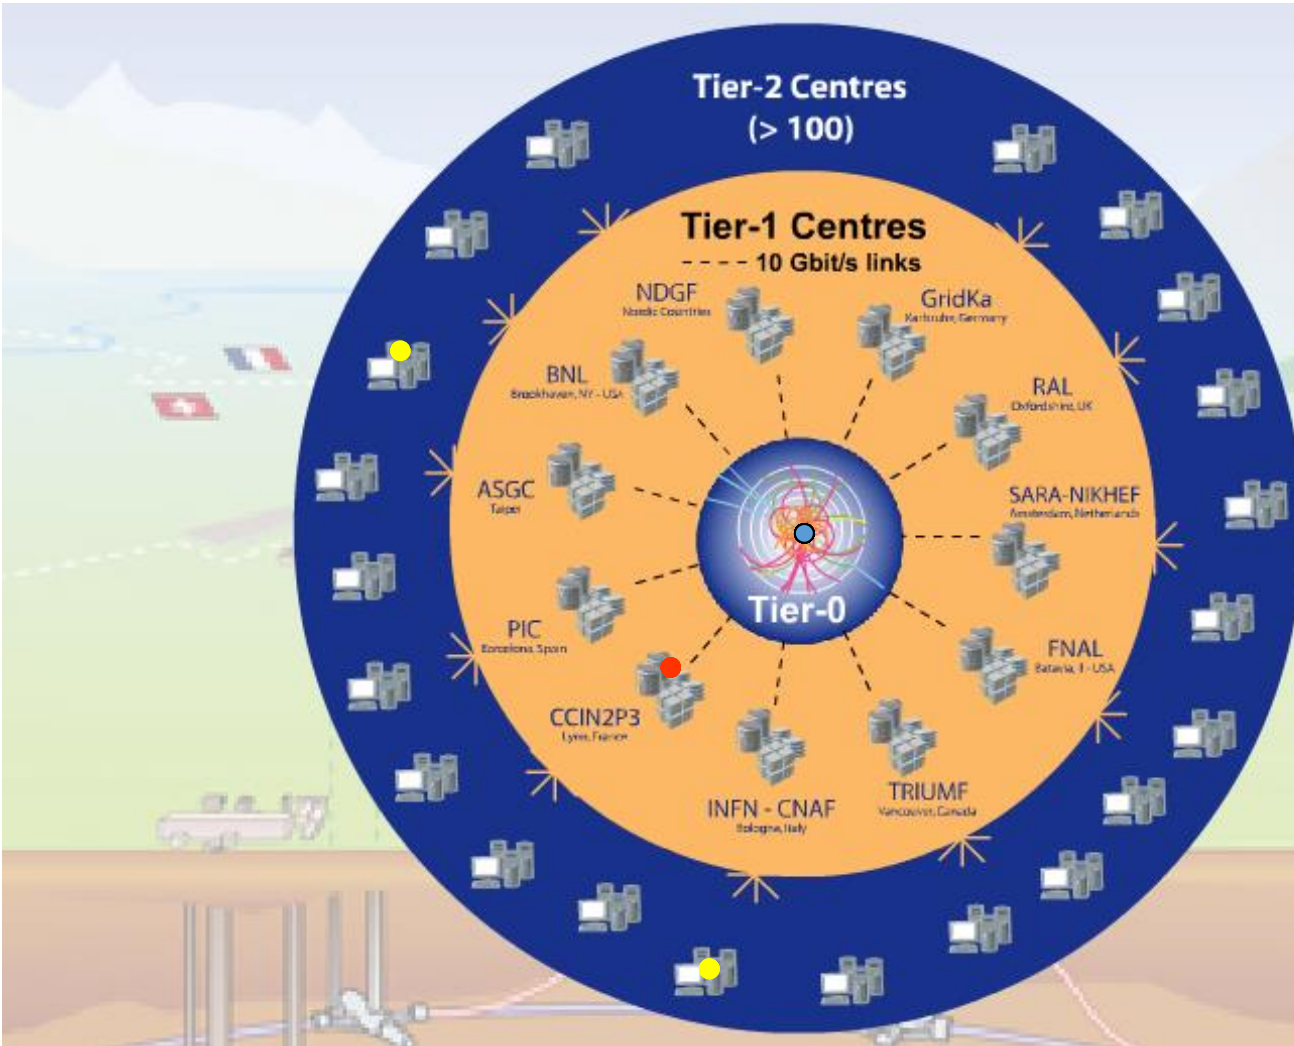 Tier-2 Centres
(> 100)
Tier-1 Centres
---- 10 Gbit/s links
NDGF
Nordic Countries
GridKa
Karlsruhe, Germany
BNL
Brookhaven, NY - USA
RAL
Oxfordshire, UK
ASGC
Taipei
SARA-NIKHEF
Amsterdam, Netherlands
Tier-0
PIC
Barcelona, Spain
FNAL
Batavia, Il - USA
CCIN2P3
Lyon, France
TRIUMF
Vancouver, Canada
INFN - CNAF
Bologna, Italy